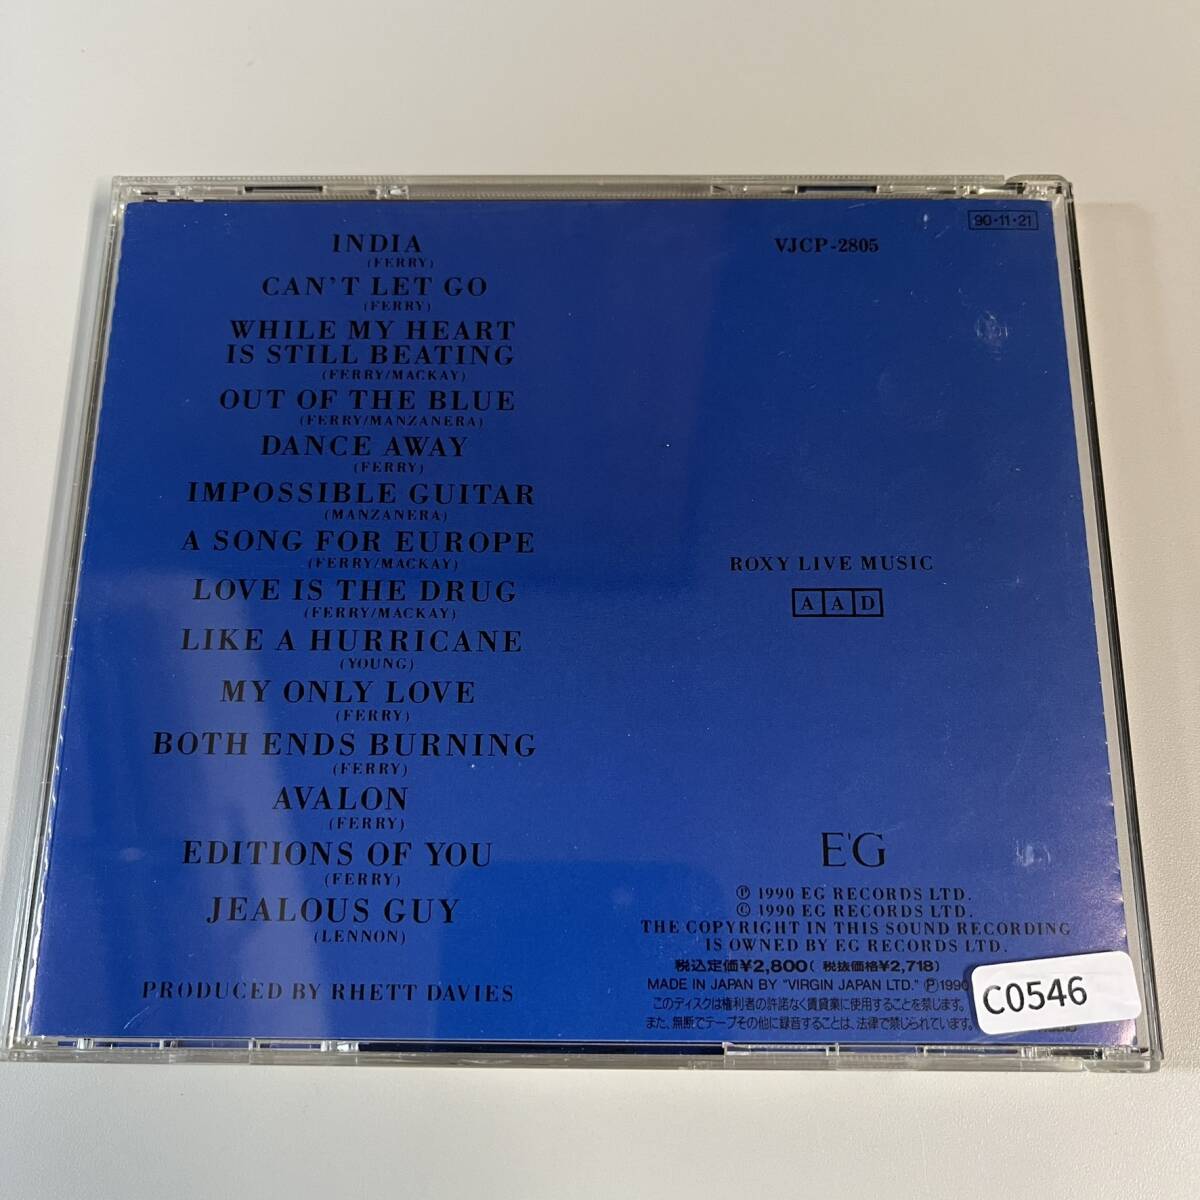 INDIA
(FERRY)
CAN'T LET GO
(FERRY)
WHILE MY HEART
IS STILL BEATING
(FERRY/MACKAY)
OUT OF THE BLUE
(FERRY/MANZANERA)
DANCE AWAY
(FERRY)
IMPOSSIBLE GUITAR
(MANZANERA)
A SONG FOR EUROPE
(FERRY/MACKAY)
LOVE IS THE DRUG
(FERRY/MACKAY)
LIKE A HURRICANE
(YOUNG)
MY ONLY LOVE
(FERRY)
BOTH ENDS BURNING
(FERRY)
AVALON
(FERRY)
EDITIONS OF YOU
(FERRY)
JEALOUS GUY
(LENNON)
PRODUCED BY RHETT DAVIES
90・11・21
VJCP-2805
ROXY LIVE MUSIC
A A D
E'G
Ⓟ 1990 EG RECORDS LTD.
© 1990 EG RECORDS LTD.
THE COPYRIGHT IN THIS SOUND RECORDING
IS OWNED BY EG RECORDS LTD.
税込定価¥2,800( 税抜価格¥2,718)
MADE IN JAPAN BY "VIRGIN JAPAN LTD." Ⓟ1990
このディスクは権利者の許諾なく賃貸業に使用することを禁じます。
また、無断でテープその他に録音することは、法律で禁じられています。
C0546